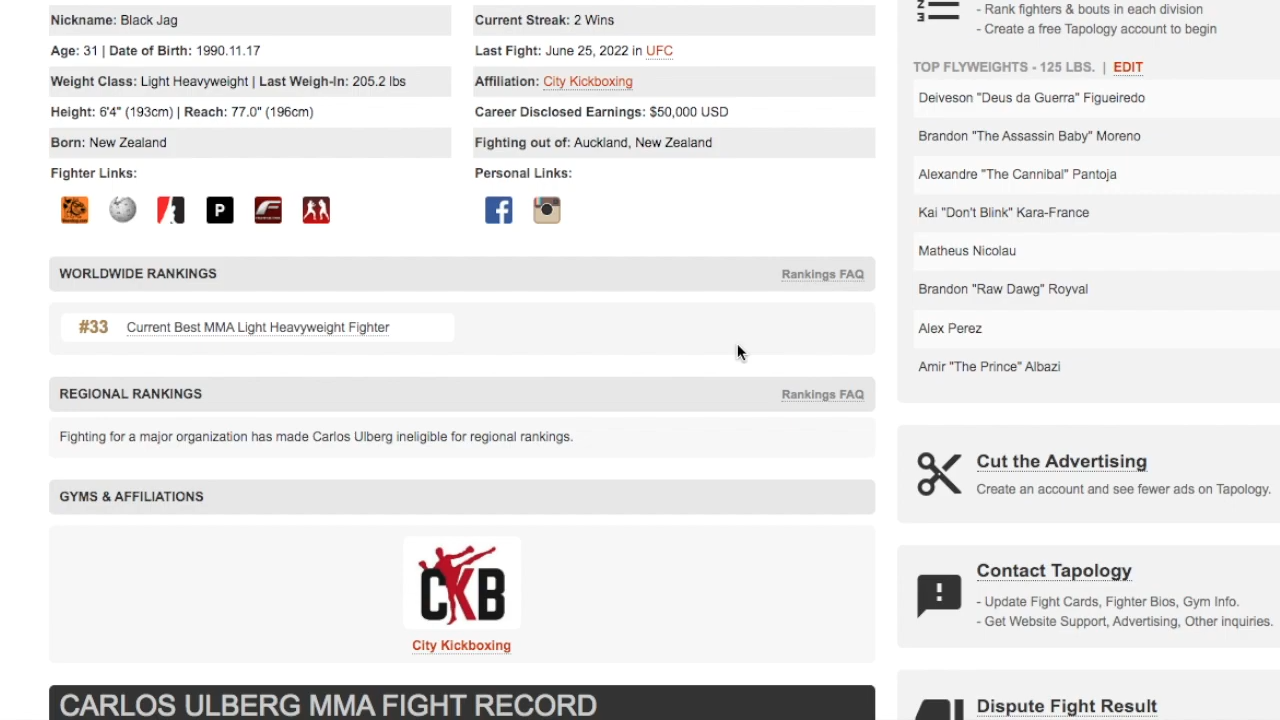 Nickname: Black Jag
Age: 31 | Date of Birth: 1990.11.17
Weight Class: Light Heavyweight | Last Weigh-In: 205.2 lbs
Height: 6'4" (193cm) | Reach: 77.0" (196cm)
Born: New Zealand
Fighter Links:
P
Current Streak: 2 Wins
Last Fight: June 25, 2022 in UFC
Affiliation: City Kickboxing
Career Disclosed Earnings: $50,000 USD
Fighting out of: Auckland, New Zealand
Personal Links:
WORLDWIDE RANKINGS
Rankings FAQ
#33 Current Best MMA Light Heavyweight Fighter
REGIONAL RANKINGS
Rankings FAQ
Fighting for a major organization has made Carlos Ulberg ineligible for regional rankings.
GYMS & AFFILIATIONS
CKB
City Kickboxing
CARLOS ULBERG MMA FIGHT RECORD
- Rank fighters & bouts in each division
- Create a free Tapology account to begin
TOP FLYWEIGHTS - 125 LBS. | EDIT
Deiveson "Deus da Guerra" Figueiredo
Brandon "The Assassin Baby" Moreno
Alexandre "The Cannibal" Pantoja
Kai "Don't Blink" Kara-France
Matheus Nicolau
Brandon "Raw Dawg" Royval
Alex Perez
Amir "The Prince" Albazi
Cut the Advertising
Create an account and see fewer ads on Tapology.
Contact Tapology
- Update Fight Cards, Fighter Bios, Gym Info.
- Get Website Support, Advertising, Other inquiries.
Dispute Fight Result